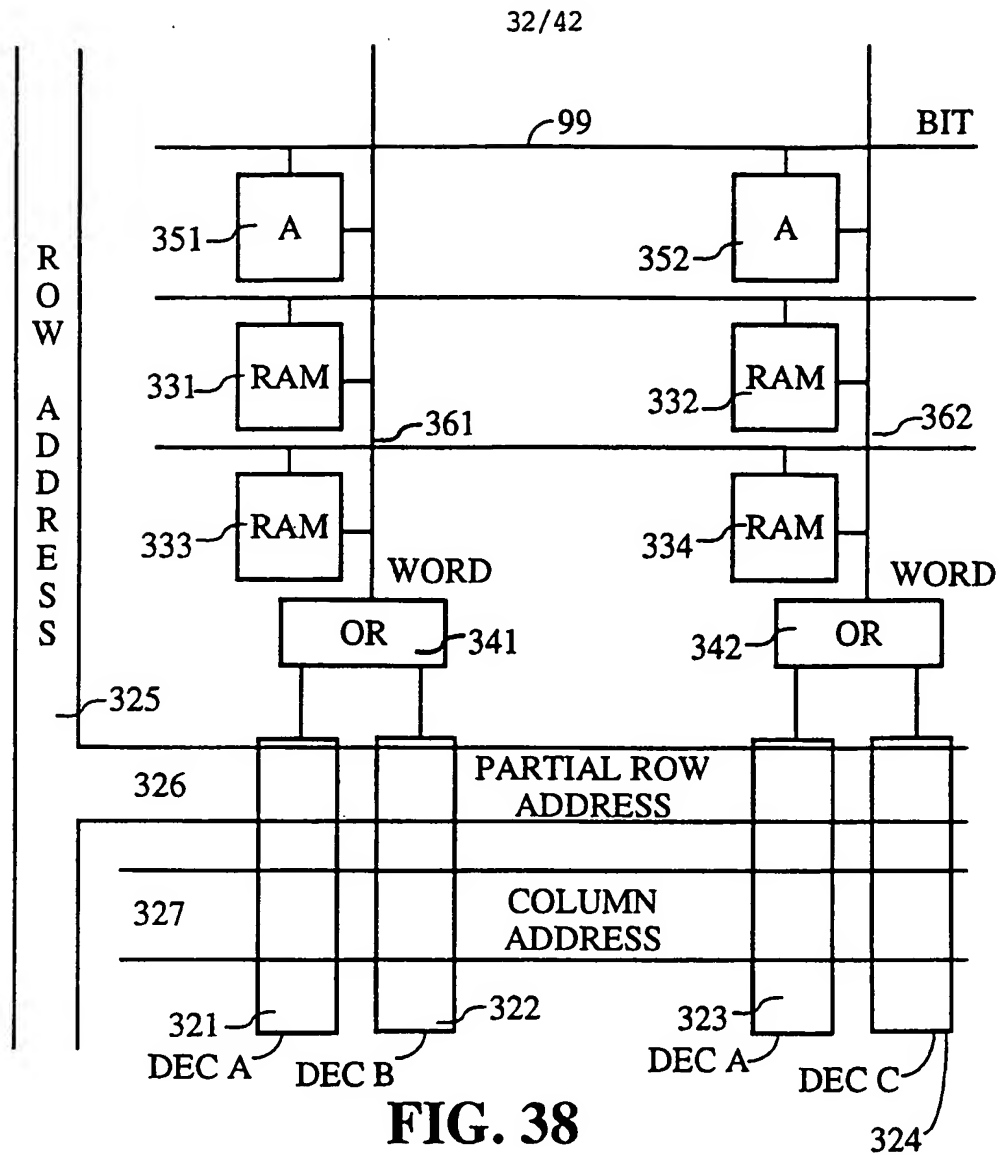 32/42
99
BIT
351
A
352
A
ROW ADDRESS
331
RAM
332
RAM
361
362
333
RAM
334
RAM
WORD
WORD
OR
341
342
OR
325
326
PARTIAL ROW
ADDRESS
327
COLUMN
ADDRESS
321
322
323
DEC A
DEC B
DEC A
DEC C
324
FIG. 38